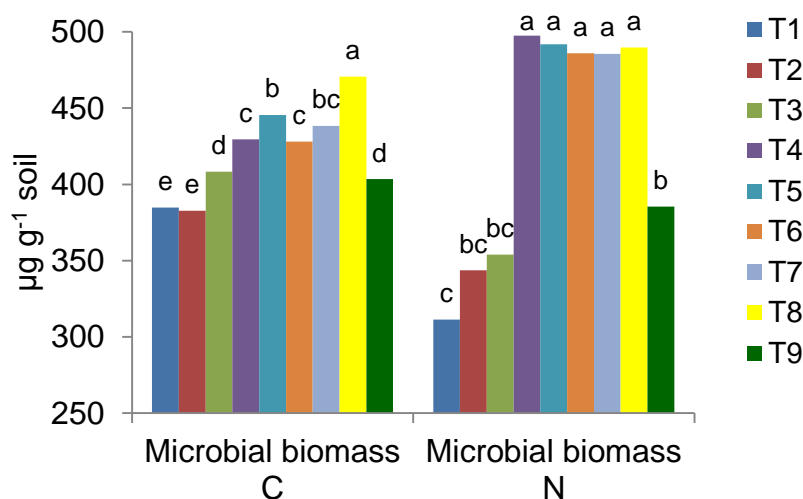 µg g-1 soil
500
450
400
350
300
250
e
e
d
c
b
c
bc
a
d
c
bc
bc
a
a
a
a
a
b
Microbial biomass
C
Microbial biomass
N
T1
T2
T3
T4
T5
T6
T7
T8
T9